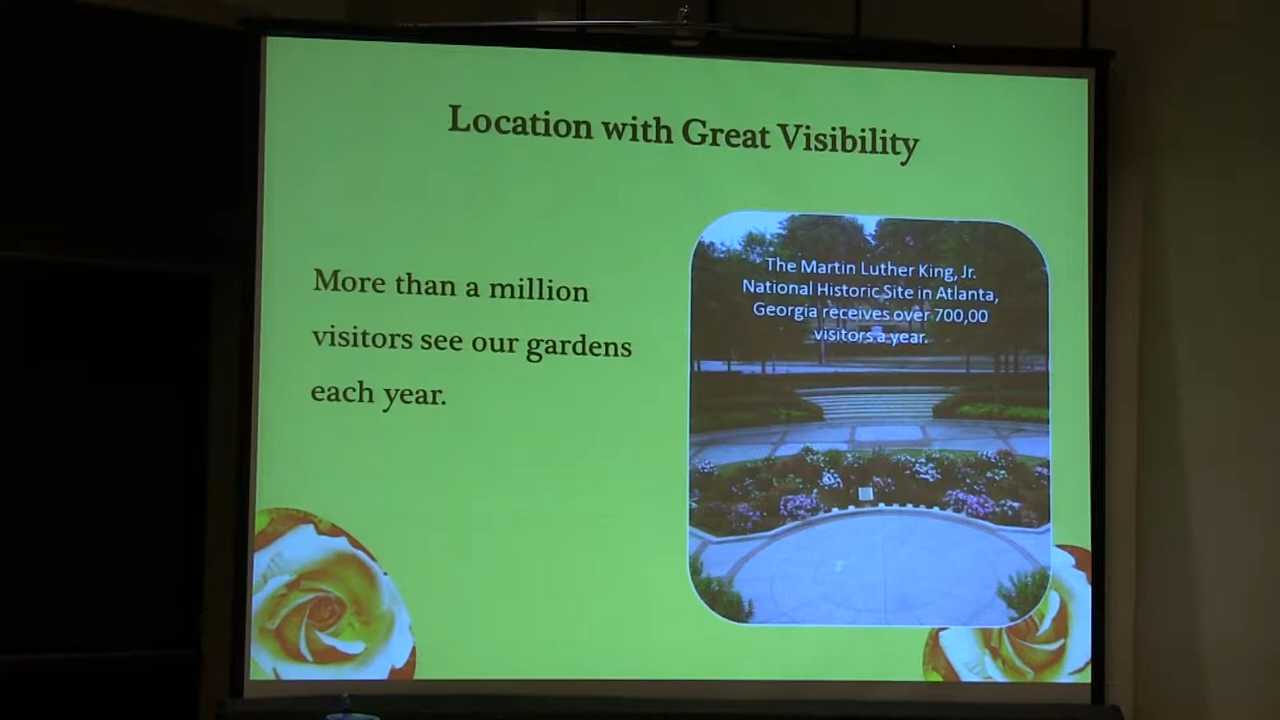 Location with Great Visibility
More than a million
visitors see our gardens
each year.
The Martin Luther King, Jr.
National Historic Site in Atlanta,
Georgia receives over 700,00
visitors a year.